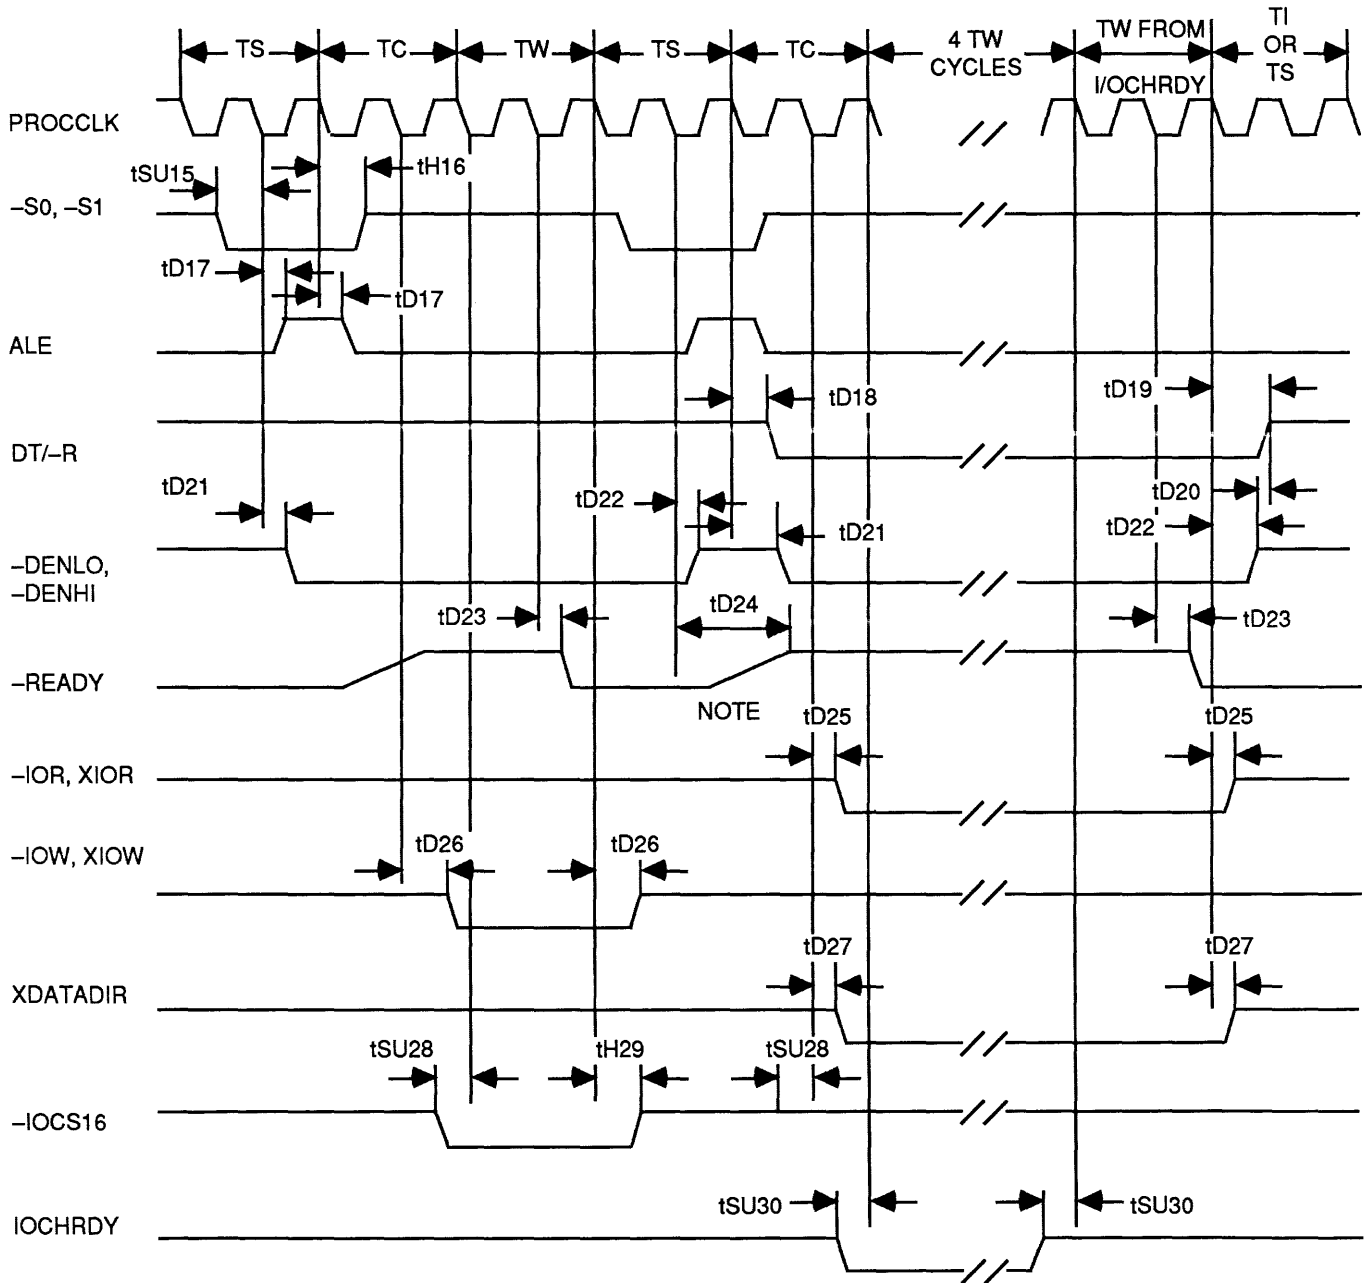 TS
TC
TW
TS
TC
4 TW
CYCLES
TW FROM
I/OCHRDY
TI
OR
TS
PROCCLK
tSU15
tH16
–S0, –S1
tD17
tD17
ALE
tD18
tD19
DT/–R
tD21
tD22
tD20
tD22
tD21
–DENLO,
–DENHI
tD23
tD24
tD23
–READY
NOTE
tD25
tD25
–IOR, XIOR
tD26
tD26
–IOW, XIOW
tD27
tD27
XDATADIR
tSU28
tH29
tSU28
–IOCS16
tSU30
tSU30
IOCHRDY